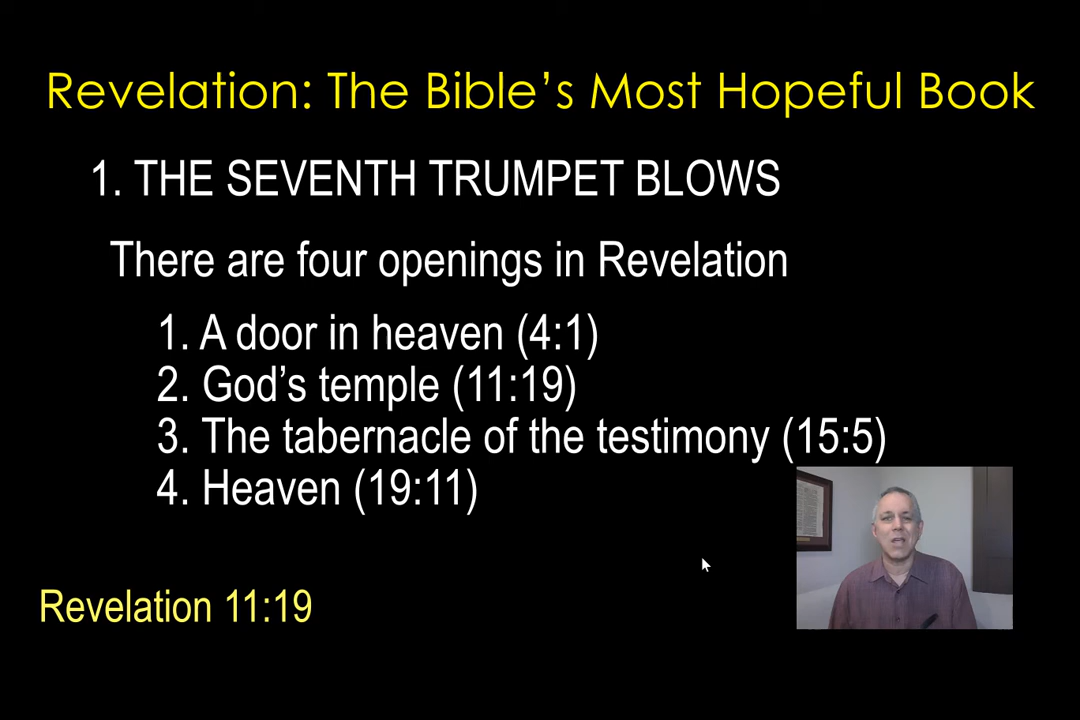 Revelation: The Bible’s Most Hopeful Book
1. THE SEVENTH TRUMPET BLOWS
There are four openings in Revelation
1. A door in heaven (4:1)
2. God’s temple (11:19)
3. The tabernacle of the testimony (15:5)
4. Heaven (19:11)
Revelation 11:19